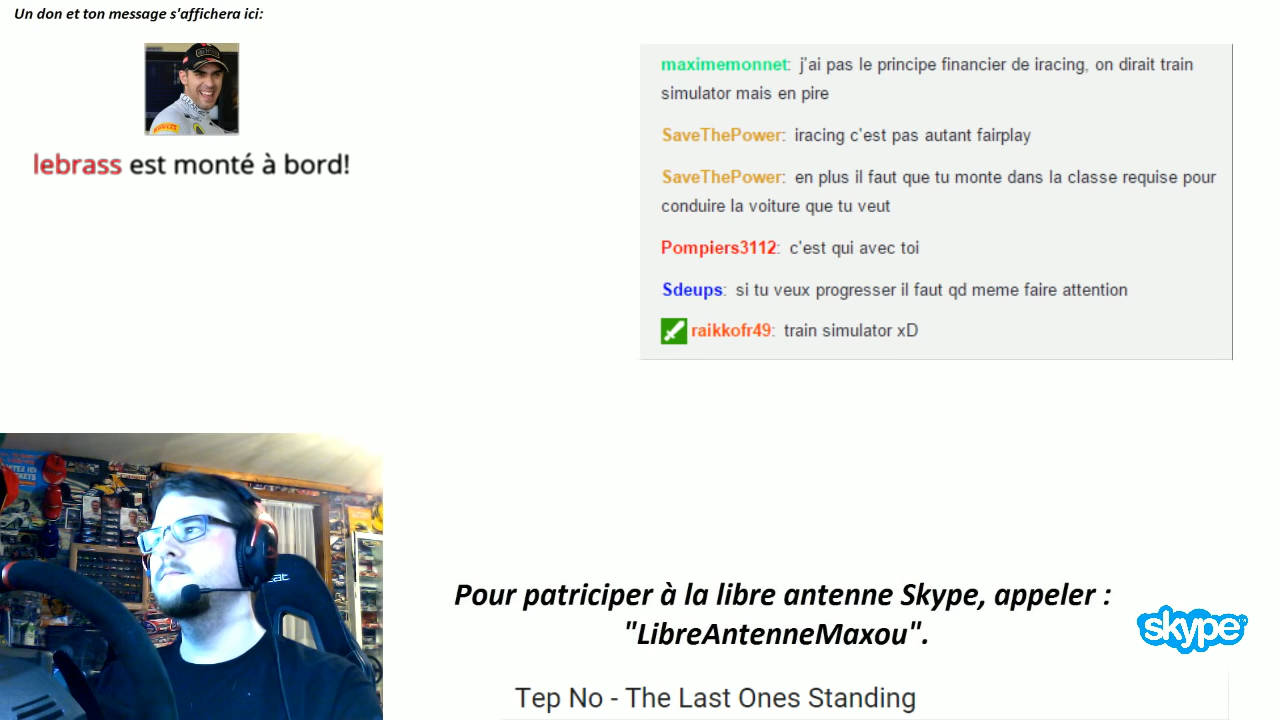 Un don et ton message s'affichera ici:
lebrass est monté à bord!
maximemonnet: j'ai pas le principe financier de iracing, on dirait train
simulator mais en pire
SaveThePower: iracing c'est pas autant fairplay
SaveThePower: en plus il faut que tu monte dans la classe requise pour
conduire la voiture que tu veut
Pompiers3112: c'est qui avec toi
Sdeups: si tu veux progresser il faut qd meme faire attention
raikkofr49: train simulator xD
Pour patriciper à la libre antenne Skype, appeler :
"LibreAntenneMaxou".
skype
Tep No - The Last Ones Standing